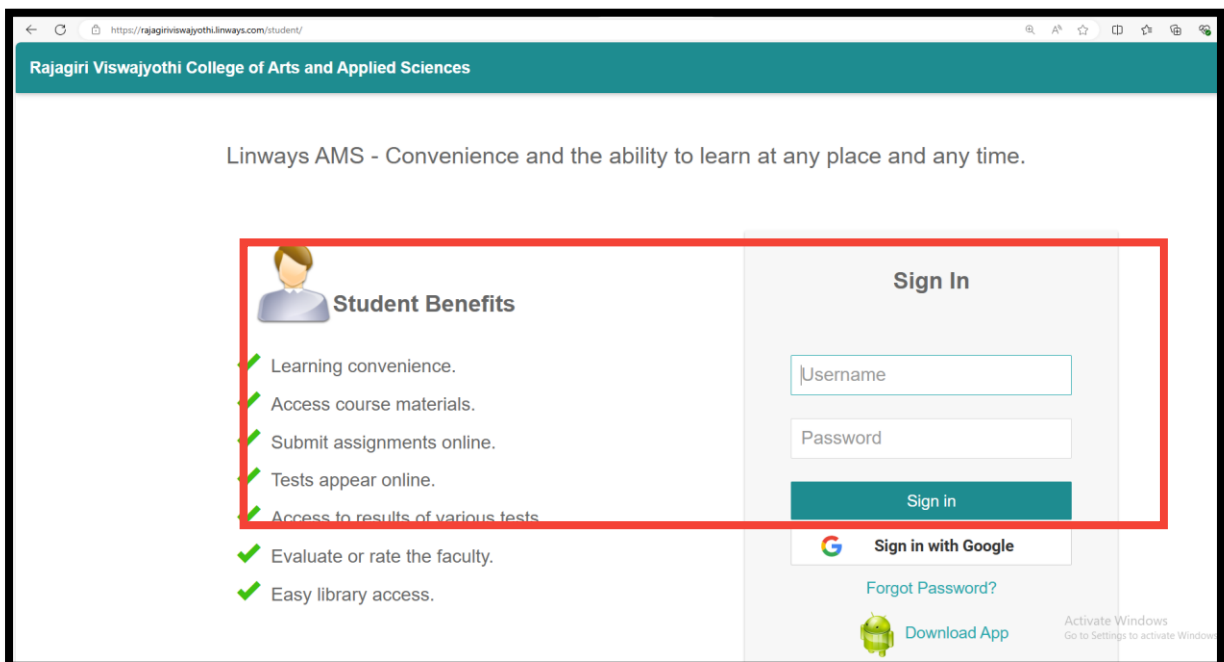 https://rajagiriviswajyothi.linways.com/student/
Rajagiri Viswajyothi College of Arts and Applied Sciences
Linways AMS - Convenience and the ability to learn at any place and any time.
Student Benefits
Learning convenience.
Access course materials.
Submit assignments online.
Tests appear online.
Access to results of various tests
Evaluate or rate the faculty.
Easy library access.
Sign In
Username
Password
Sign in
Sign in with Google
Forgot Password?
Download App
Activate Windows
Go to Settings to activate Windows